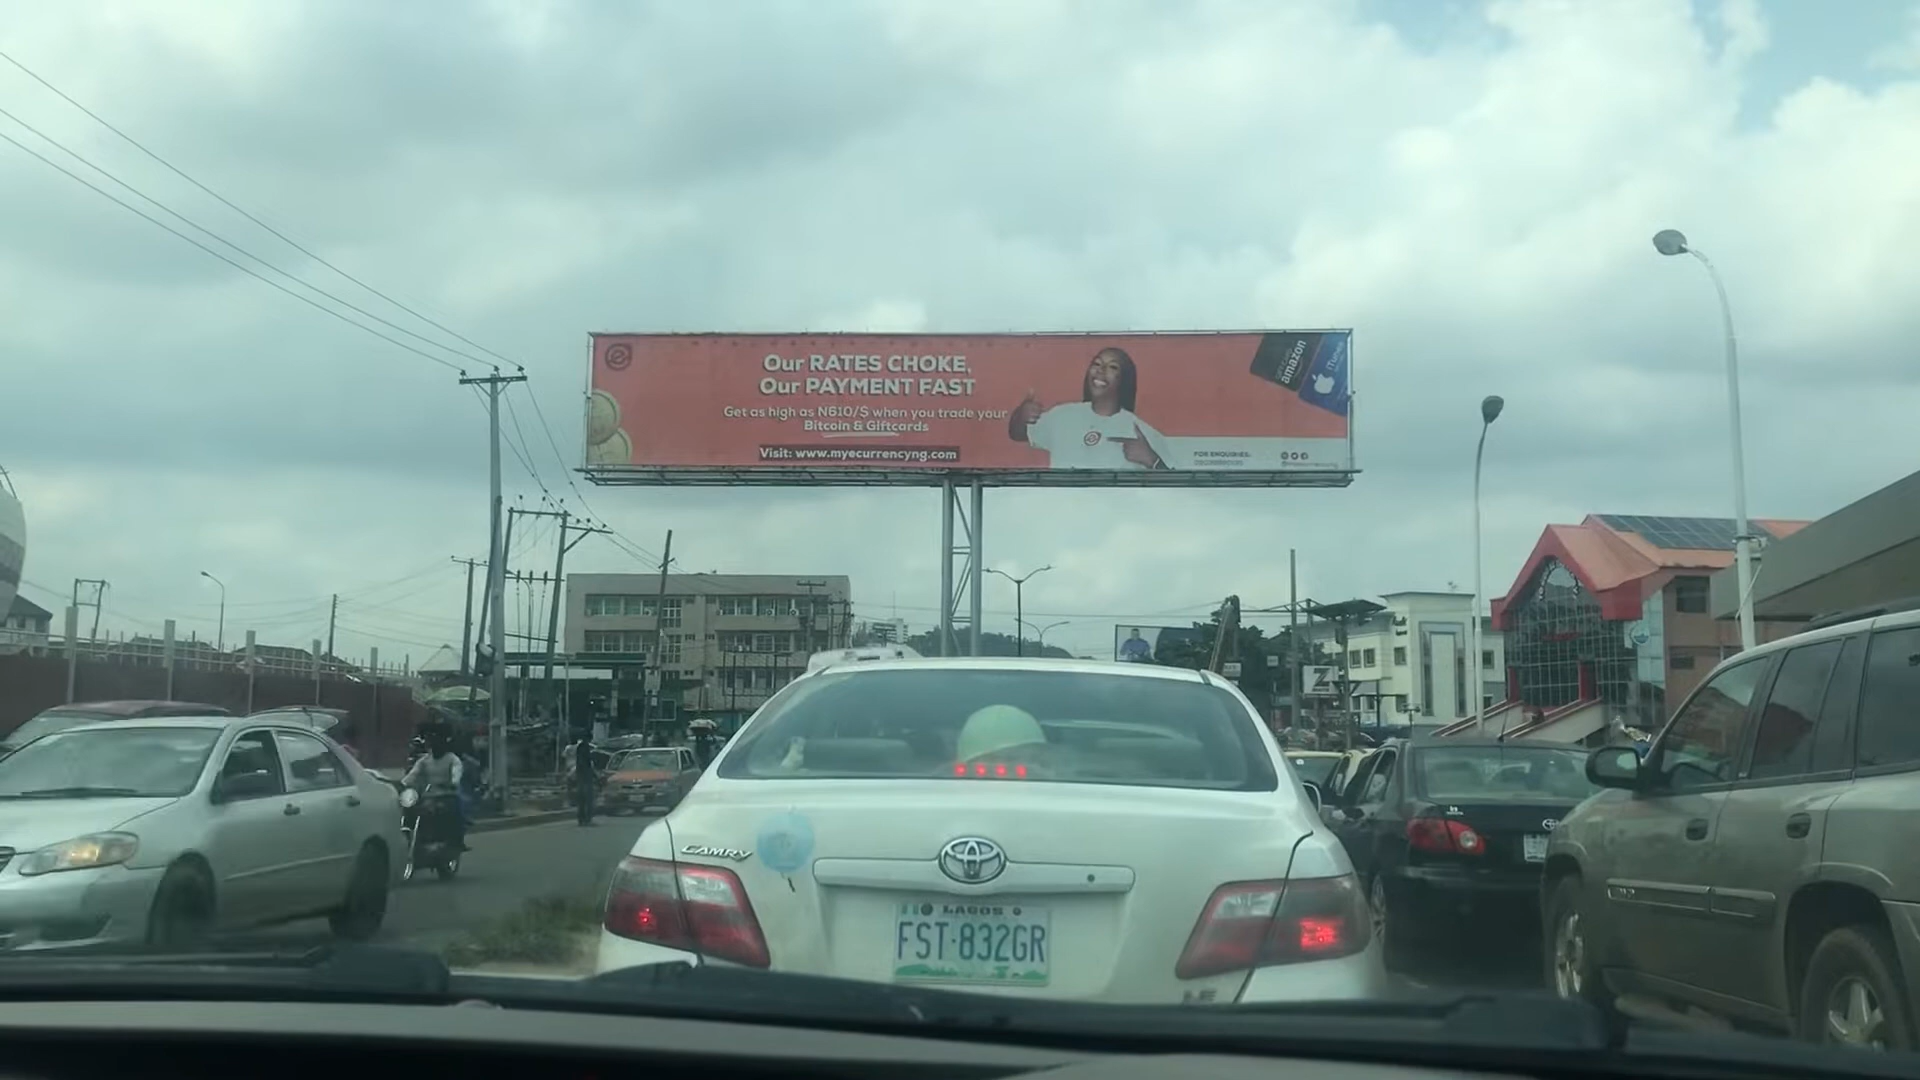 Our RATES CHOKE,
Our PAYMENT FAST
Get as high as N610/$ when you trade your
Bitcoin & Giftcards
Visit: www.myecurrencyng.com
amazon
iTunes
FOR ENQUIRIES:
CAMRY
LAGOS
FST-832GR